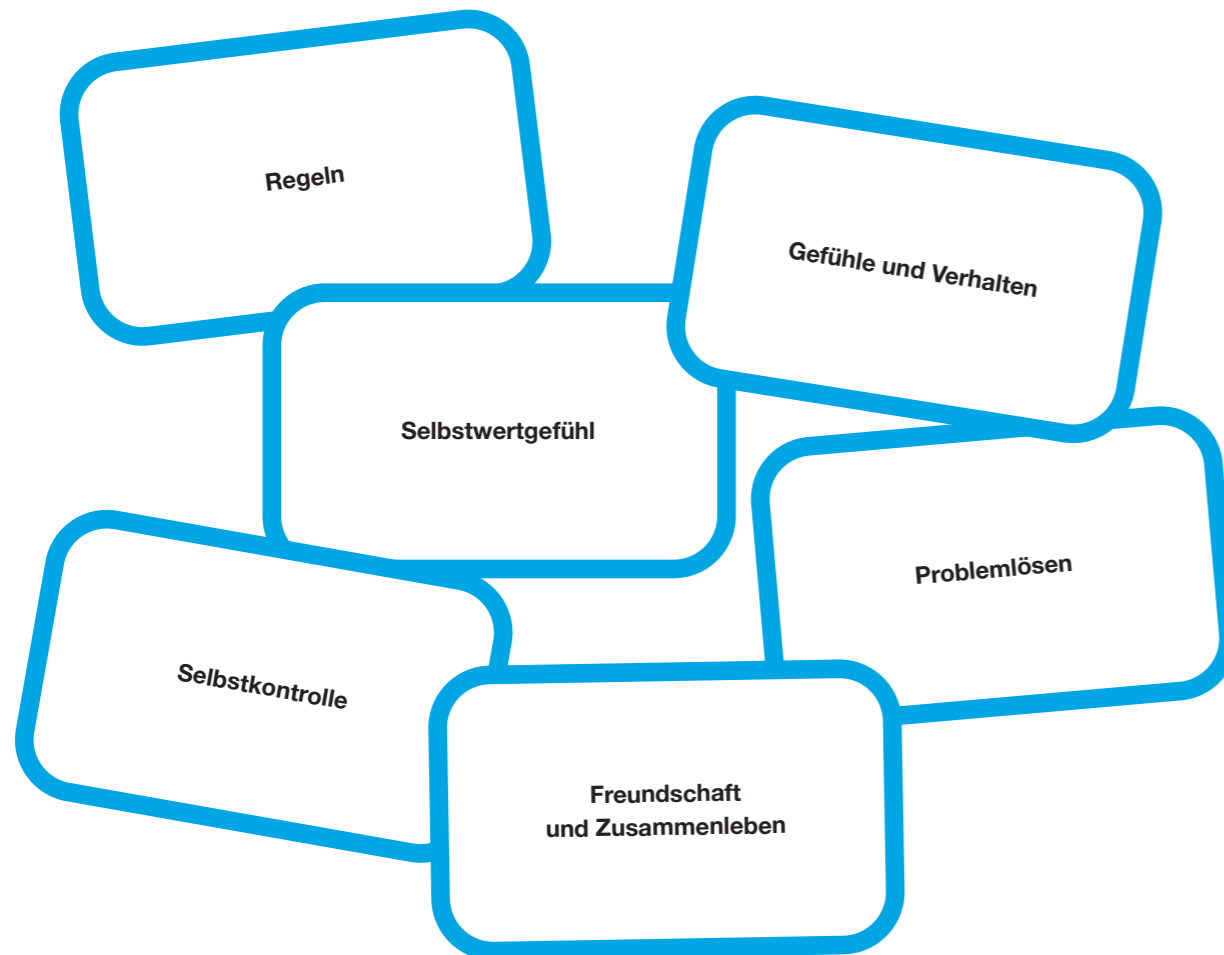 Regeln
Gefühle und Verhalten
Selbstwertgefühl
Problemlösen
Selbstkontrolle
Freundschaft
und Zusammenleben